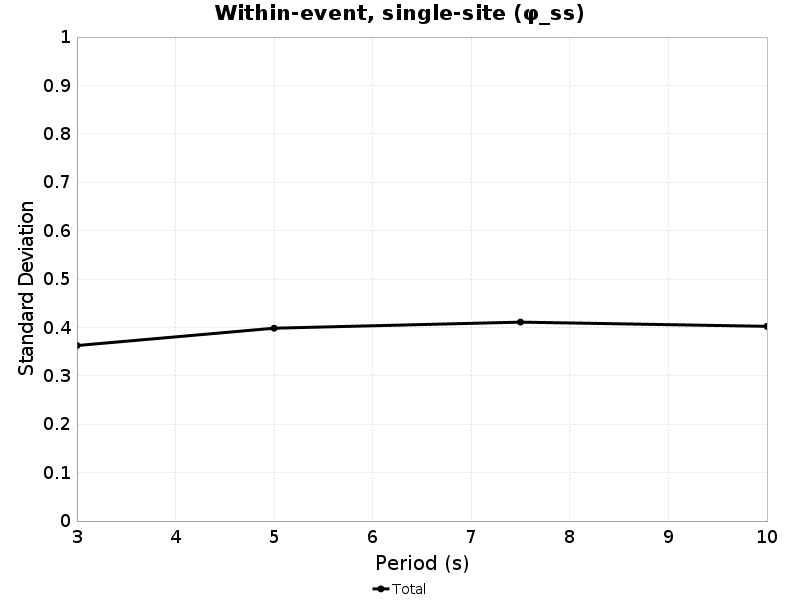 Within-event, single-site (φ_ss)
1
0.9
0.8
0.7
0.6
0.5
0.4
0.3
0.2
0.1
0
Standard Deviation
3 4 5 6 7 8 9 10
Period (s)
Total